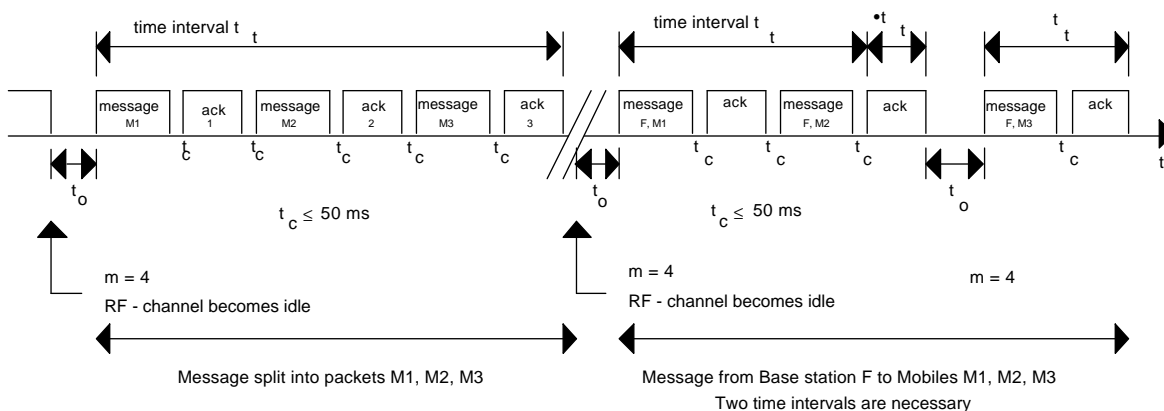 time interval t t
time interval t t
•t t
t t
message M1
ack 1
message M2
ack 2
message M3
ack 3
message F, M1
ack
message F, M2
ack
message F, M3
ack
t c
t c
t c
t c
t c
t c
t c
t c
t c
t
t o
t o
t o
t c ≤ 50 ms
t c ≤ 50 ms
m = 4
RF - channel becomes idle
m = 4
RF - channel becomes idle
m = 4
Message split into packets M1, M2, M3
Message from Base station F to Mobiles M1, M2, M3
Two time intervals are necessary